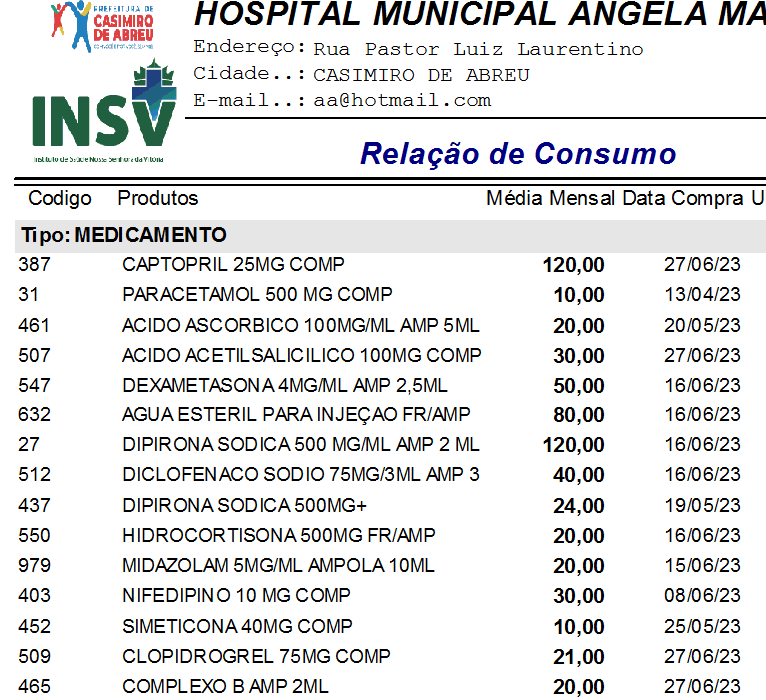 PREFEITURA DE
CASIMIRO
DE ABREU
INSV
Instituto de Saúde Nossa Senhora da Vitória
HOSPITAL MUNICIPAL ANGELA MA
Endereço: Rua Pastor Luiz Laurentino
Cidade..: CASIMIRO DE ABREU
E-mail..: aa@hotmail.com
Relação de Consumo
Codigo Produtos Média Mensal Data Compra U
Tipo: MEDICAMENTO
387 CAPTOPRIL 25MG COMP 120,00 27/06/23
31 PARACETAMOL 500 MG COMP 10,00 13/04/23
461 ACIDO ASCORBICO 100MG/ML AMP 5ML 20,00 20/05/23
507 ACIDO ACETILSALICILICO 100MG COMP 30,00 27/06/23
547 DEXAMETASONA 4MG/ML AMP 2,5ML 50,00 16/06/23
632 AGUA ESTERIL PARA INJEÇAO FR/AMP 80,00 16/06/23
27 DIPIRONA SODICA 500 MG/ML AMP 2 ML 120,00 16/06/23
512 DICLOFENACO SODIO 75MG/3ML AMP 3 40,00 16/06/23
437 DIPIRONA SODICA 500MG+ 24,00 19/05/23
550 HIDROCORTISONA 500MG FR/AMP 20,00 16/06/23
979 MIDAZOLAM 5MG/ML AMPOLA 10ML 20,00 15/06/23
403 NIFEDIPINO 10 MG COMP 30,00 08/06/23
452 SIMETICONA 40MG COMP 10,00 25/05/23
509 CLOPIDROGREL 75MG COMP 21,00 27/06/23
465 COMPLEXO B AMP 2ML 20,00 27/06/23